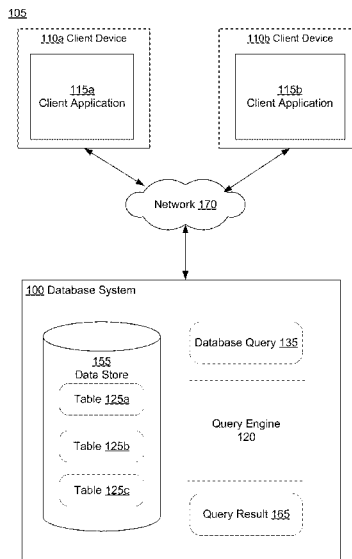 105
110a Client Device
110b Client Device
115a
Client Application
115b
Client Application
Network 170
100 Database System
155
Data Store
Table 125a
Table 125b
Table 125c
Database Query 135
Query Engine
120
Query Result 165